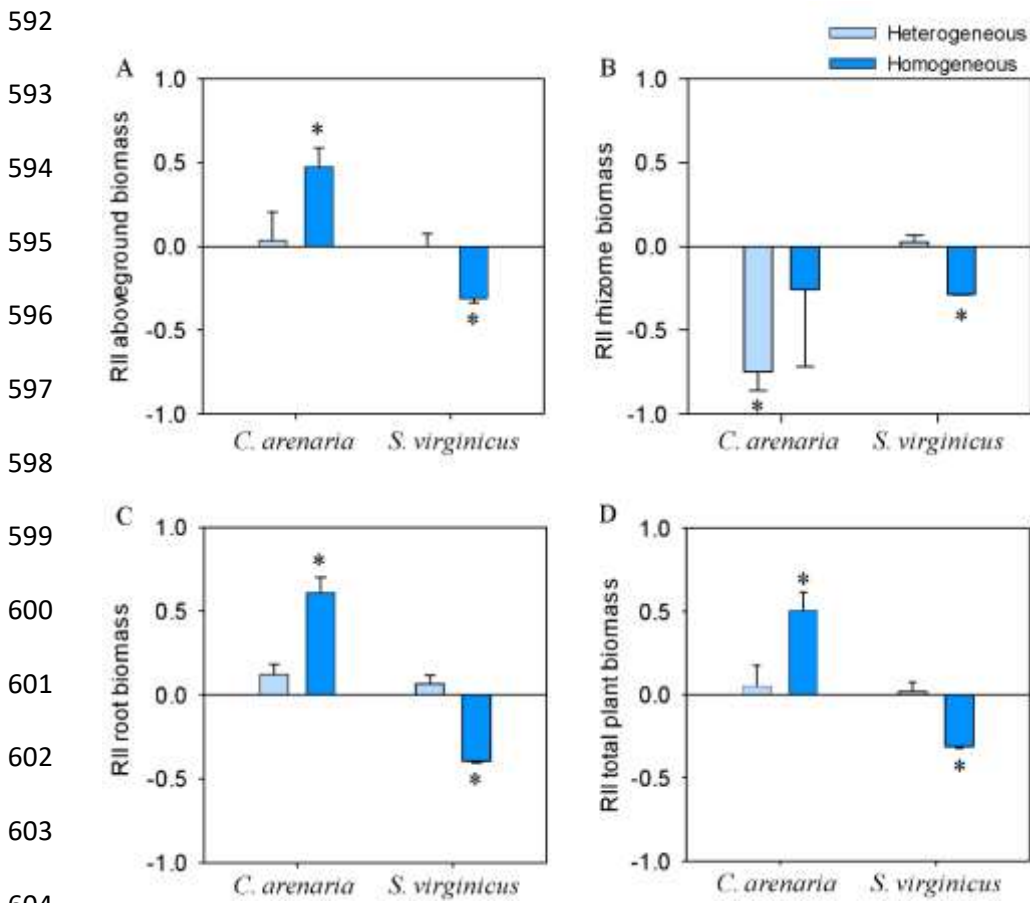 592
593
594
595
596
597
598
599
600
601
602
603
604
Heterogeneous
Homogeneous
A
RII aboveground biomass
1.0
0.5
0.0
-0.5
-1.0
*
*
C. arenaria S. virginicus
B
RII rhizome biomass
1.0
0.5
0.0
-0.5
-1.0
*
*
C. arenaria S. virginicus
C
RII root biomass
1.0
0.5
0.0
-0.5
-1.0
*
*
C. arenaria S. virginicus
D
RII total plant biomass
1.0
0.5
0.0
-0.5
-1.0
*
*
C. arenaria S. virginicus